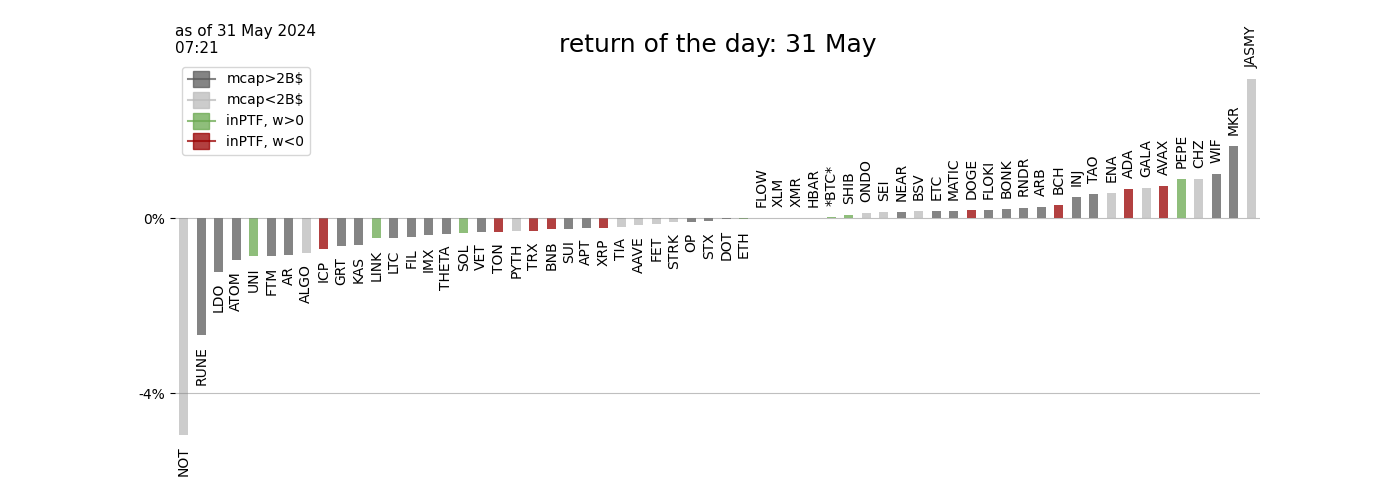 as of 31 May 2024
07:21
return of the day: 31 May
mcap>2B$
mcap<2B$
inPTF, w>0
inPTF, w<0
0%
-4%
NOT
RUNE
LDO
ATOM
UNI
FTM
AR
ALGO
ICP
GRT
KAS
LINK
LTC
FIL
IMX
THETA
SOL
VET
TON
PYTH
TRX
BNB
SUI
APT
XRP
TIA
AAVE
FET
STRK
OP
STX
DOT
ETH
FLOW
XLM
XMR
HBAR
*BTC*
SHIB
ONDO
SEI
NEAR
BSV
ETC
MATIC
DOGE
FLOKI
BONK
RNDR
ARB
BCH
INJ
TAO
ENA
ADA
GALA
AVAX
PEPE
CHZ
WIF
MKR
JASMY